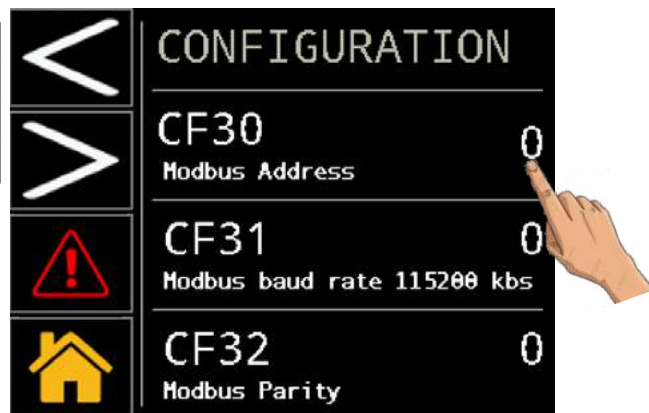 CONFIGURATION
CF30 0
Modbus Address
CF31 0
Modbus baud rate 115200 kbs
CF32 0
Modbus Parity